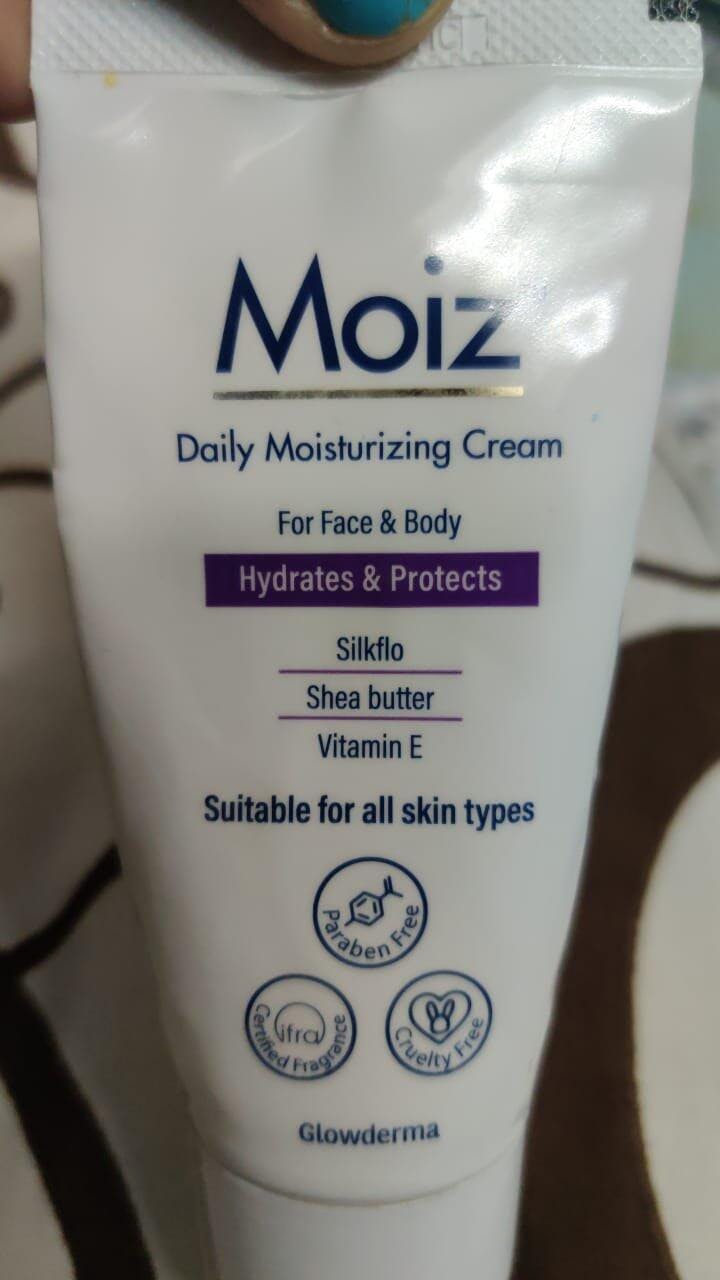 Moiz
Daily Moisturizing Cream
For Face & Body
Hydrates & Protects
Silkflo
Shea butter
Vitamin E
Suitable for all skin types
Paraben Free
ifra
Certified Fragrance
Cruelty Free
Glowderma